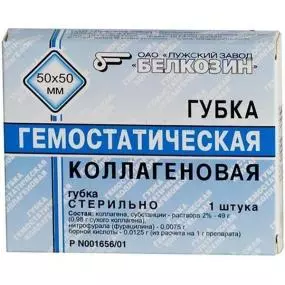 ОАО «ЛУЖСКИЙ ЗАВОД
"БЕЛКОЗИН"
50х50
ММ
ГУБКА
ГЕМОСТАТИЧЕСКАЯ
КОЛЛАГЕНОВАЯ
губка
СТЕРИЛЬНО 1 штука
Состав: коллагена, субстанции - раствора 2% - 49 г
(0.98 г сухого коллагена),
нитрофурала (фурацилина) - 0.0075 г
борной кислоты - 0.0125 г (из расчета на 1 г препарата)
Р N001656/01